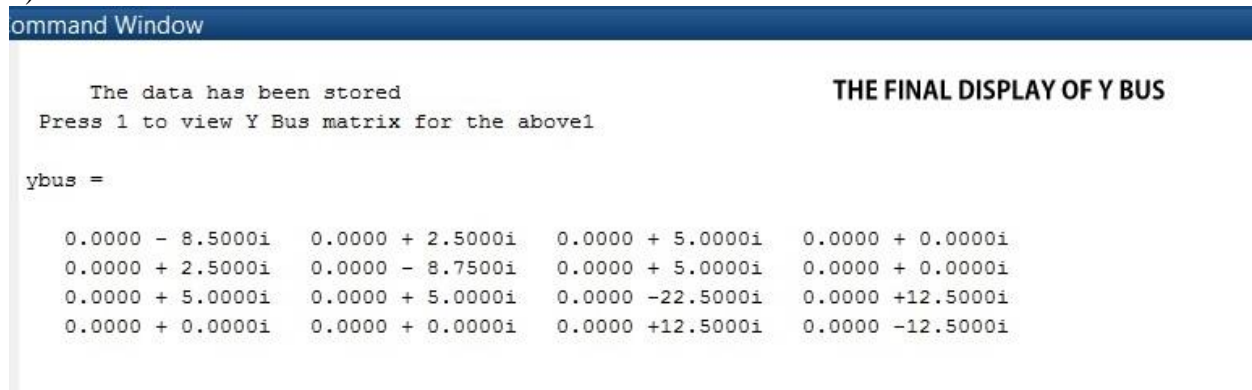 ommand Window
The data has been stored
THE FINAL DISPLAY OF Y BUS
Press 1 to view Y Bus matrix for the above1
ybus =
0.0000 - 8.5000i 0.0000 + 2.5000i 0.0000 + 5.0000i 0.0000 + 0.0000i
0.0000 + 2.5000i 0.0000 - 8.7500i 0.0000 + 5.0000i 0.0000 + 0.0000i
0.0000 + 5.0000i 0.0000 + 5.0000i 0.0000 -22.5000i 0.0000 +12.5000i
0.0000 + 0.0000i 0.0000 + 0.0000i 0.0000 +12.5000i 0.0000 -12.5000i